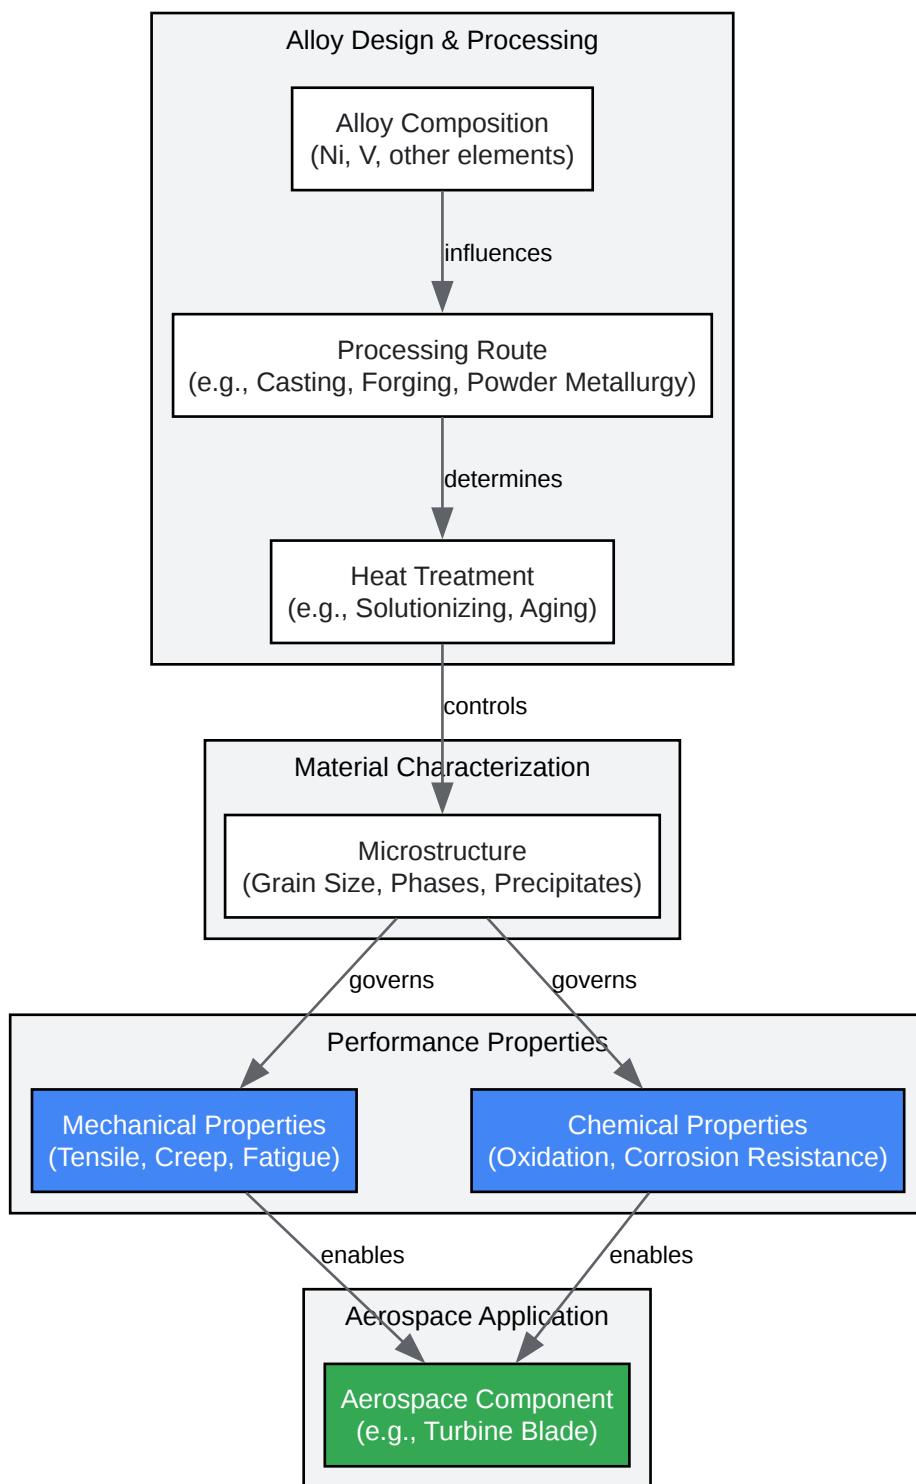 Alloy Design & Processing
Alloy Composition
(Ni, V, other elements)
influences
Processing Route
(e.g., Casting, Forging, Powder Metallurgy)
determines
Heat Treatment
(e.g., Solutionizing, Aging)
controls
Material Characterization
Microstructure
(Grain Size, Phases, Precipitates)
governs
governs
Performance Properties
Mechanical Properties
(Tensile, Creep, Fatigue)
Chemical Properties
(Oxidation, Corrosion Resistance)
enables
enables
Aerospace Application
Aerospace Component
(e.g., Turbine Blade)